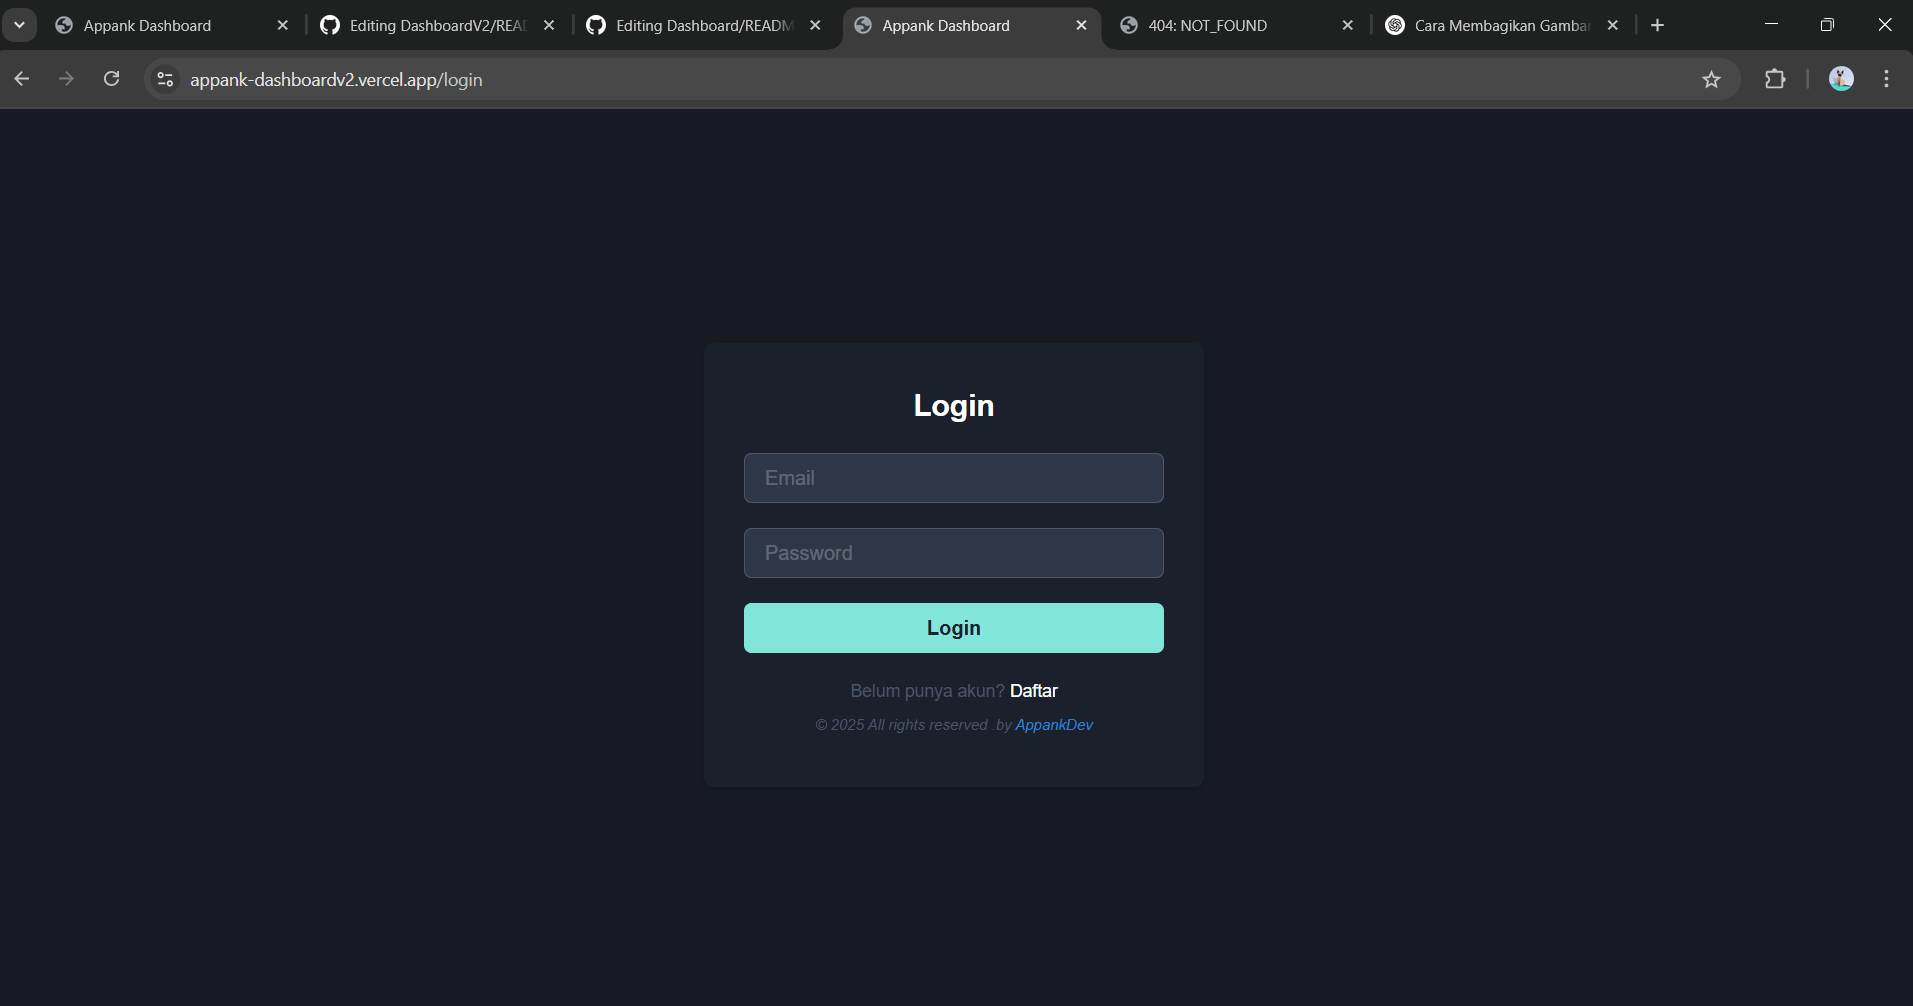 Appank Dashboard
Editing DashboardV2/READ
Editing Dashboard/READM
Appank Dashboard
404: NOT_FOUND
Cara Membagikan Gambar
appank-dashboardv2.vercel.app/login
Login
Email
Password
Login
Belum punya akun? Daftar
© 2025 All rights reserved .by AppankDev